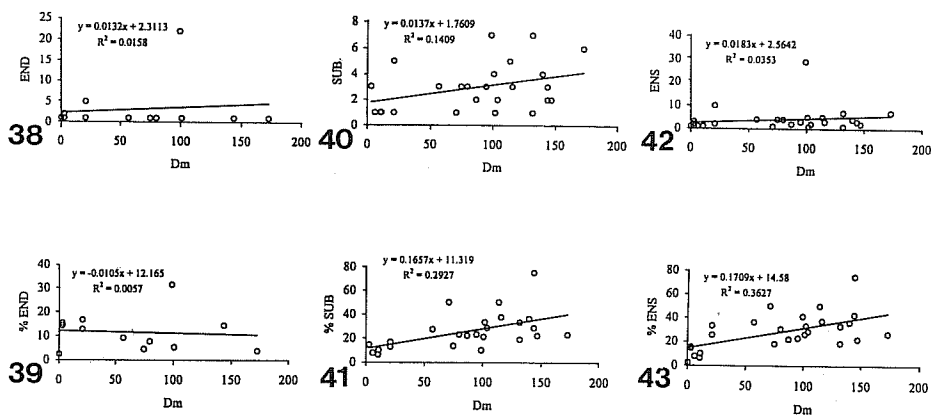 y = 0.0132x + 2.3113
R² = 0.0158
END
25
20
15
10
5
0
0 50 100 150 200
Dm
38
y = 0.0137x + 1.7609
R² = 0.1409
SUB.
8
6
4
2
0
0 50 100 150 200
Dm
40
y = 0.0183x + 2.5642
R² = 0.0353
ENS
40
30
20
10
0
0 50 100 150 200
Dm
42
y = -0.0105x + 12.165
R² = 0.0057
% END
40
30
20
10
0
0 50 100 150 200
Dm
39
y = 0.1657x + 11.319
R² = 0.2927
% SUB
80
60
40
20
0
0 50 100 150 200
Dm
41
y = 0.1709x + 14.58
R² = 0.3627
% ENS
80
60
40
20
0
0 50 100 150 200
Dm
43